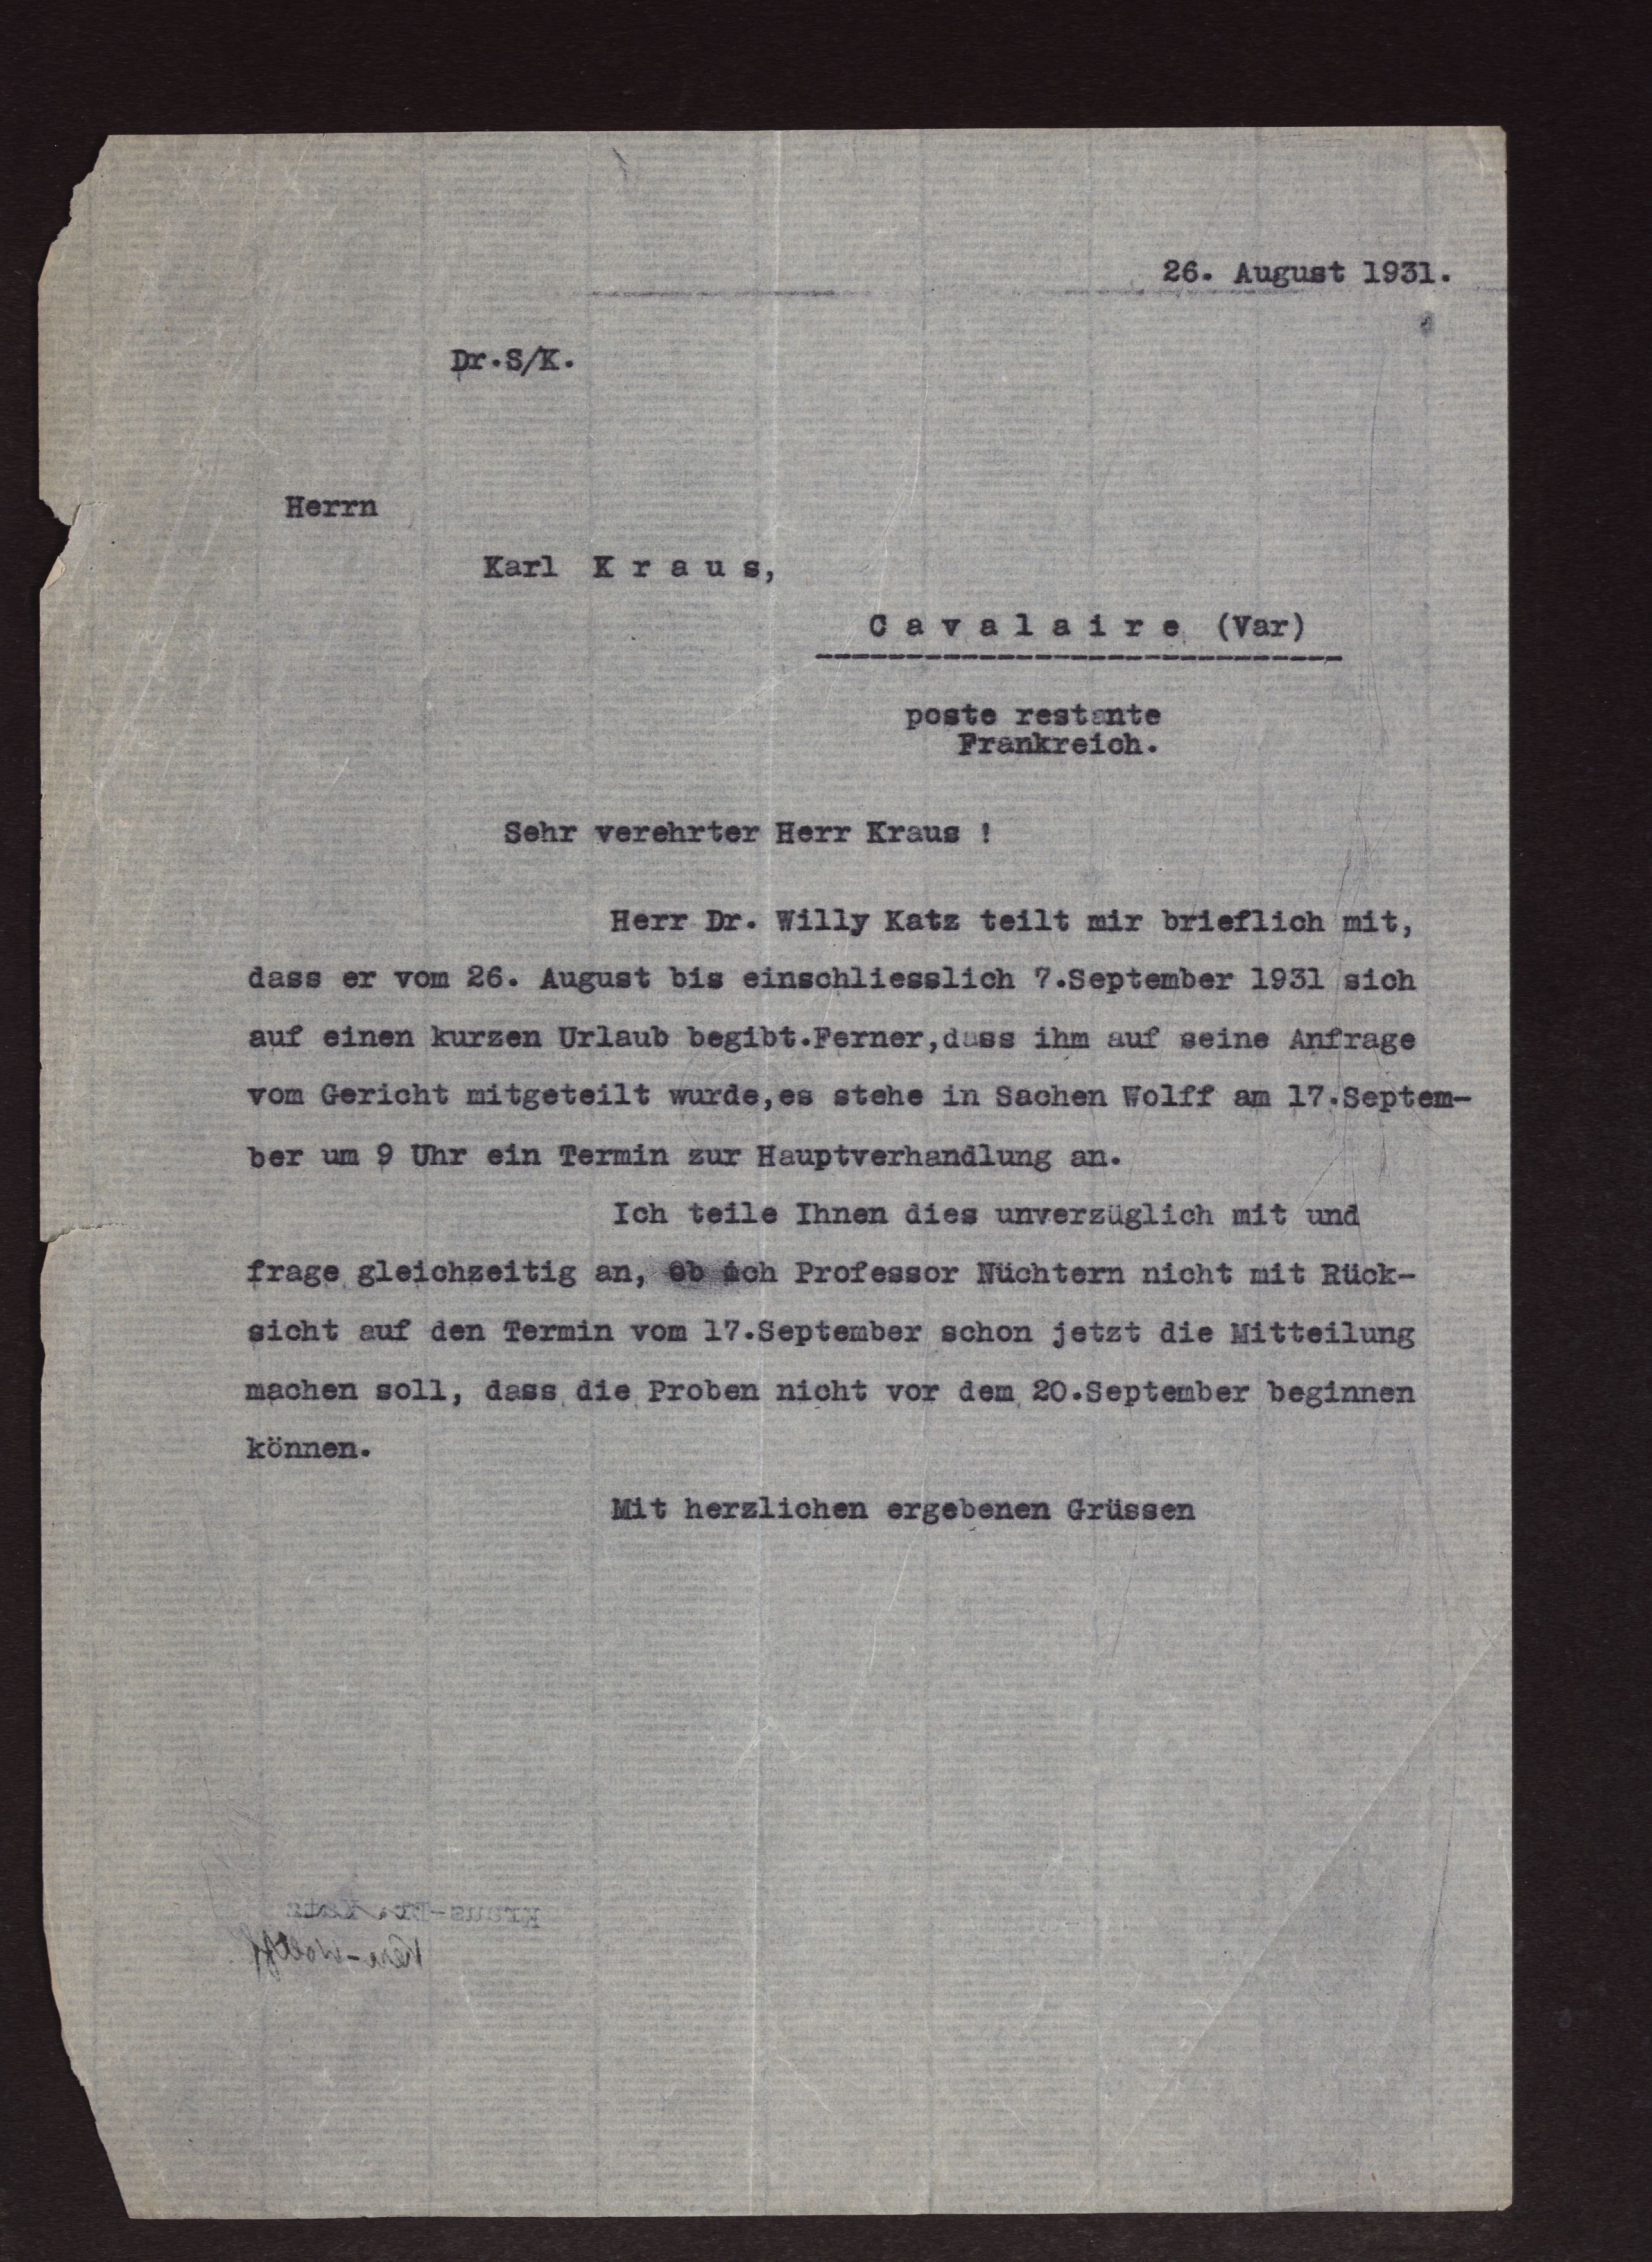 26. August 1931.
Dr.S/K.
Herrn
Karl K r a u s,
C a v a l a i r e (Var)
poste restante
Frankreich.
Sehr verehrter Herr Kraus !
Herr Dr. Willy Katz teilt mir brieflich mit,
dass er vom 26. August bis einschliesslich 7.September 1931 sich
auf einen kurzen Urlaub begibt.Ferner,dass ihm auf seine Anfrage
vom Gericht mitgeteilt wurde,es stehe in Sachen Wolff am 17.Septem-
ber um 9 Uhr ein Termin zur Hauptverhandlung an.
Ich teile Ihnen dies unverzüglich mit und
frage gleichzeitig an, ob ich Professor Nüchtern nicht mit Rück-
sicht auf den Termin vom 17.September schon jetzt die Mitteilung
machen soll, dass die Proben nicht vor dem 20.September beginnen
können.
Mit herzlichen ergebenen Grüssen
Kraus-Dr. Katz
Kerr-Wolff